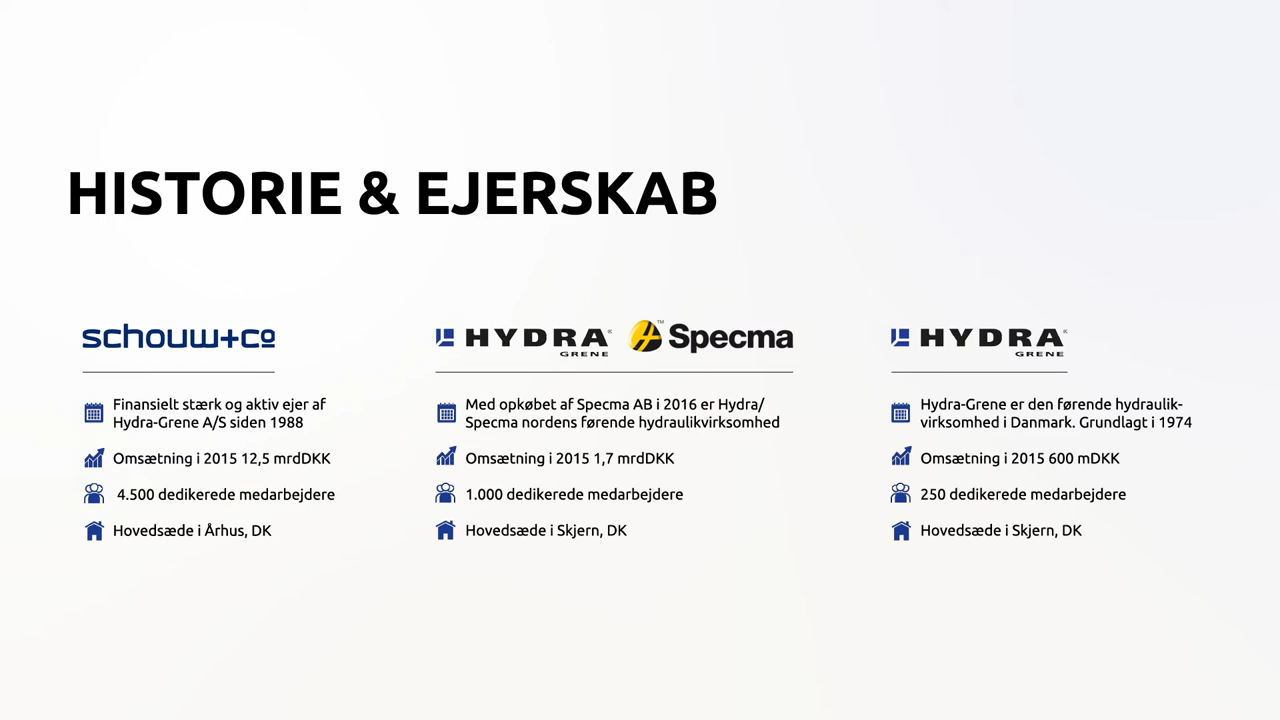 HISTORIE & EJERSKAB
schouw+co
Finansielt stærk og aktiv ejer af
Hydra-Grene A/S siden 1988
Omsætning i 2015 12,5 mrdDKK
4.500 dedikerede medarbejdere
Hovedsæde i Århus, DK
HYDRA
GRENE
Specma™
Med opkøbet af Specma AB i 2016 er Hydra/
Specma nordens førende hydraulikvirksomhed
Omsætning i 2015 1,7 mrdDKK
1.000 dedikerede medarbejdere
Hovedsæde i Skjern, DK
HYDRA
GRENE
Hydra-Grene er den førende hydraulik-
virksomhed i Danmark. Grundlagt i 1974
Omsætning i 2015 600 mDKK
250 dedikerede medarbejdere
Hovedsæde i Skjern, DK